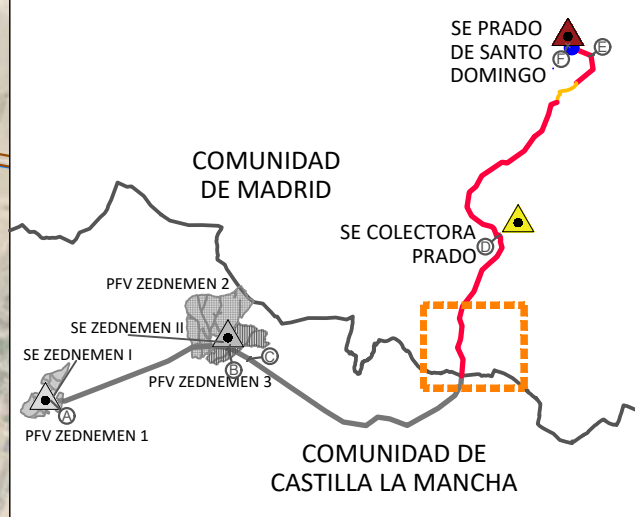 SE PRADO
DE SANTO
DOMINGO
F
E
COMUNIDAD
DE MADRID
SE COLECTORA
PRADO
D
PFV ZEDNEMEN 2
SE ZEDNEMEN II
SE ZEDNEMEN I
C
B
PFV ZEDNEMEN 3
A
PFV ZEDNEMEN 1
COMUNIDAD DE
CASTILLA LA MANCHA